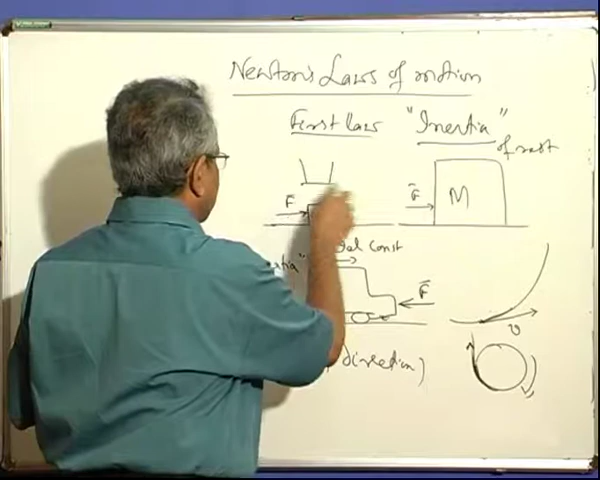 Newton's Laws of motion
First law "Inertia"
of rest
F
F
M
Const
F
v
direction)